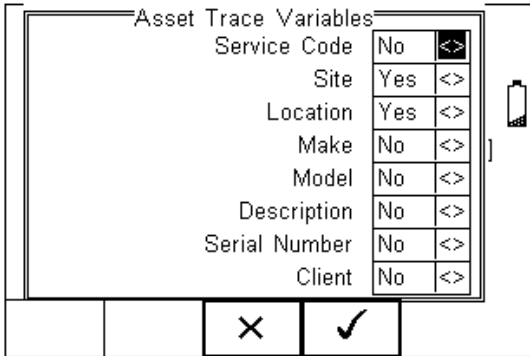 Asset Trace Variables
Service Code No <>
Site Yes <>
Location Yes <>
Make No <>
Model No <>
Description No <>
Serial Number No <>
Client No <>